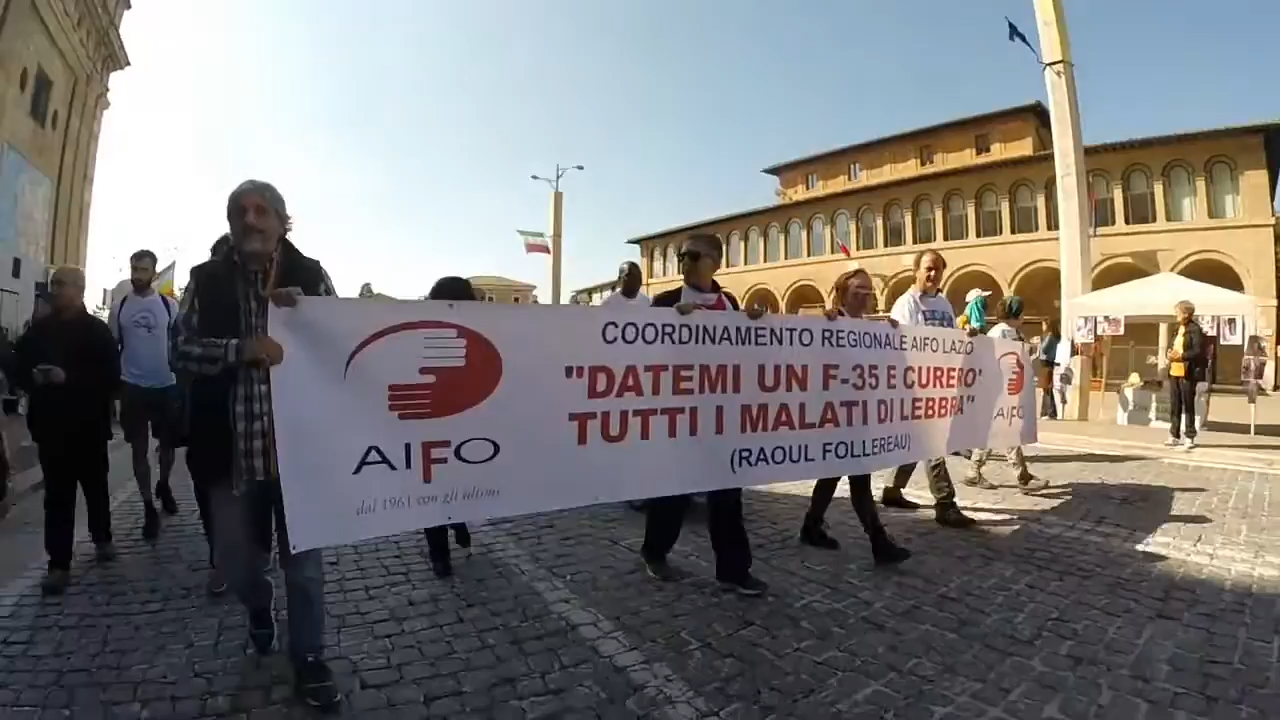 COORDINAMENTO REGIONALE AIFO LAZIO
"DATEMI UN F-35 E CURERO'
TUTTI I MALATI DI LEBBRA"
(RAOUL FOLLEREAU)
AIFO
dal 1961 con gli ultimi
AIFO